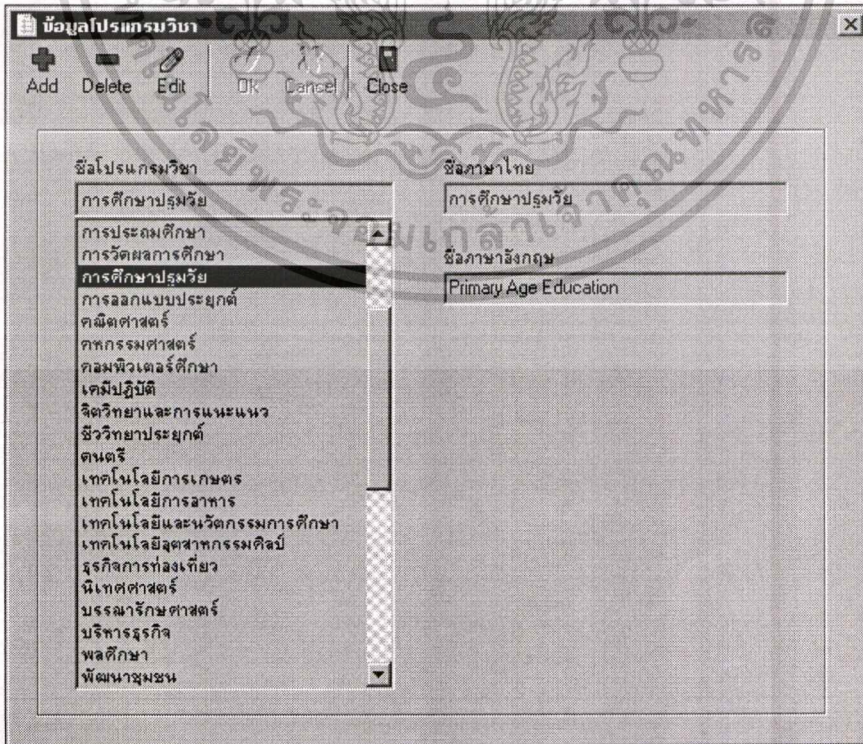 ข้อมูลโปรแกรมวิชา
Add Delete Edit Ok Cancel Close
ชื่อโปรแกรมวิชา
การศึกษาปฐมวัย
การประถมศึกษา
การวัดผลการศึกษา
การศึกษาปฐมวัย
การออกแบบประยุกต์
คณิตศาสตร์
คหกรรมศาสตร์
คอมพิวเตอร์ศึกษา
เคมีปฏิบัติ
จิตวิทยาและการแนะแนว
ชีววิทยาประยุกต์
ดนตรี
เทคโนโลยีการเกษตร
เทคโนโลยีการอาหาร
เทคโนโลยีและนวัตกรรมการศึกษา
เทคโนโลยีอุตสาหกรรมศิลป์
ธุรกิจการท่องเที่ยว
นิเทศศาสตร์
บรรณารักษศาสตร์
บริหารธุรกิจ
พลศึกษา
พัฒนาชุมชน
ชื่อภาษาไทย
การศึกษาปฐมวัย
ชื่อภาษาอังกฤษ
Primary Age Education